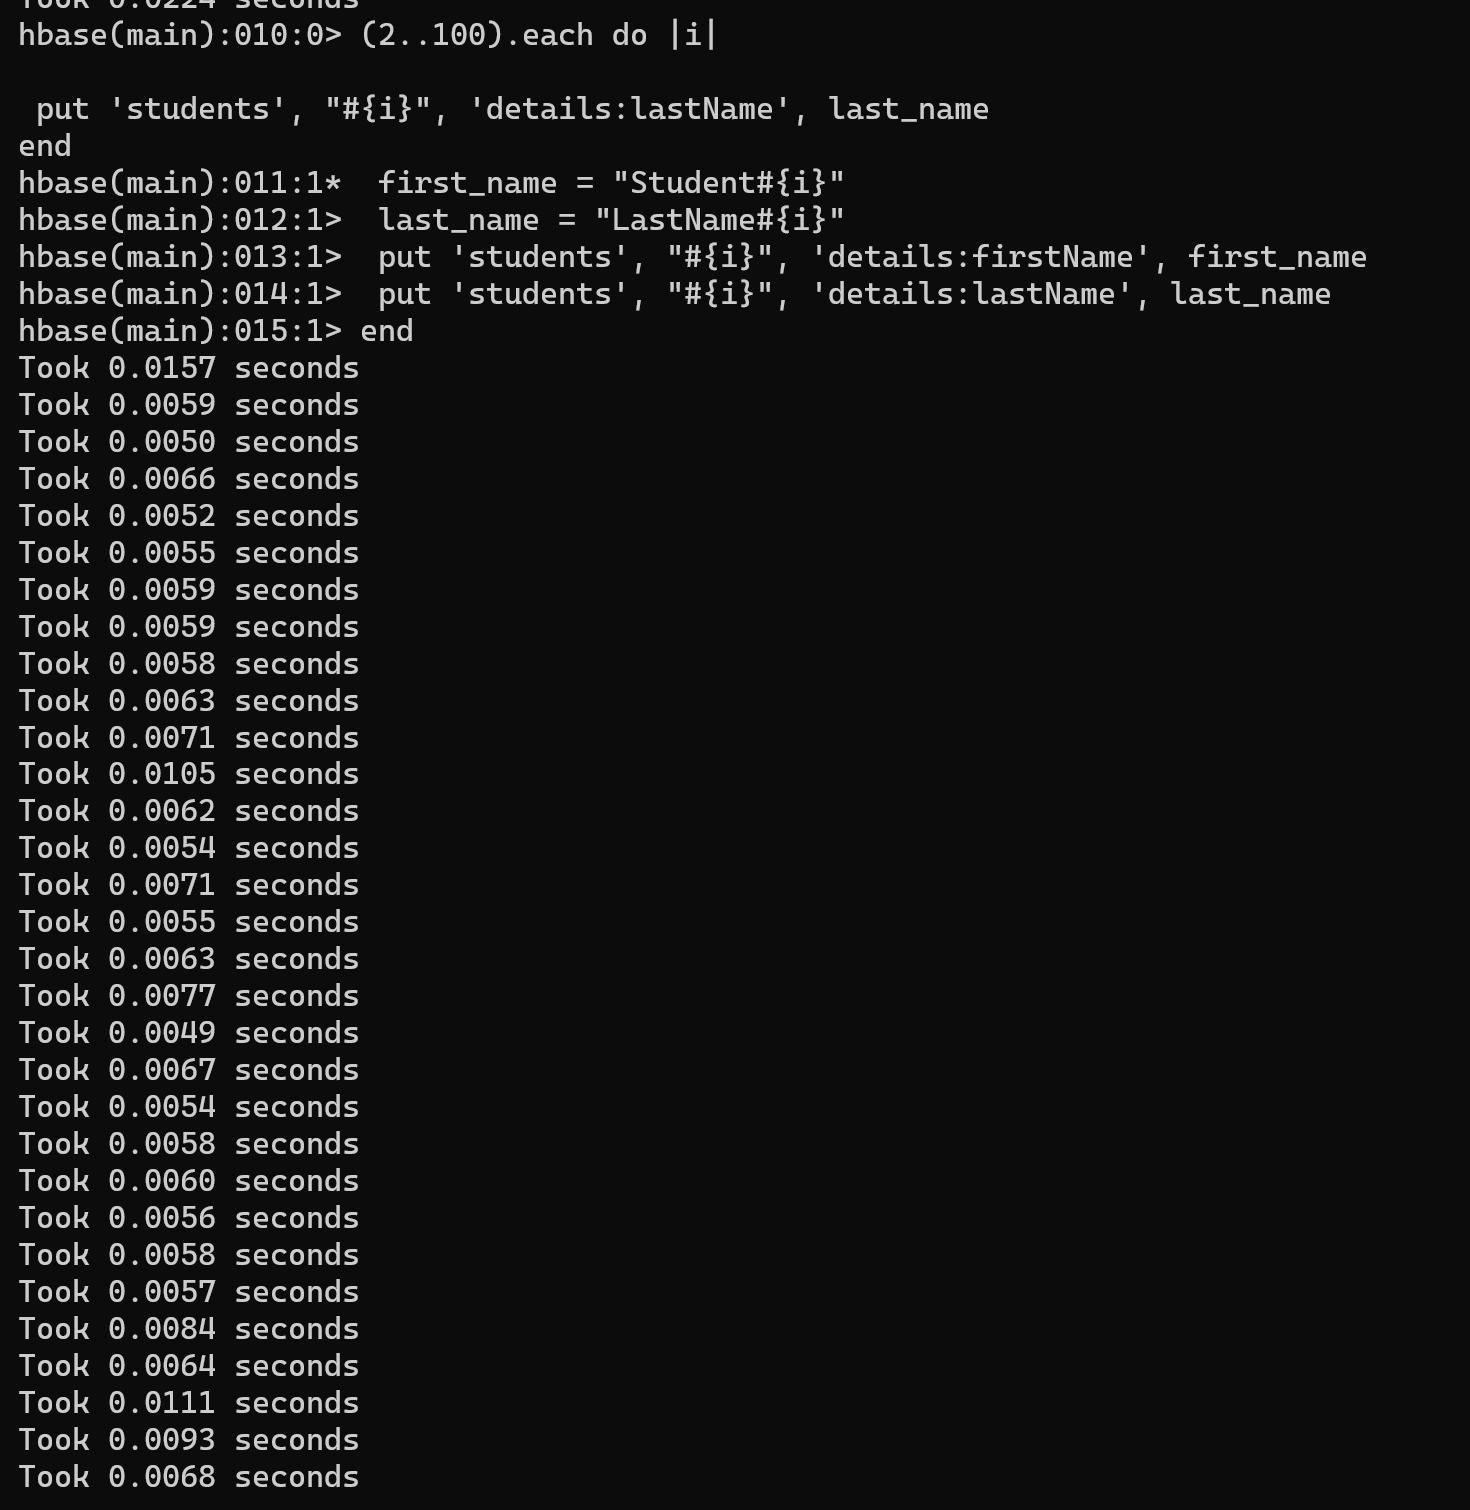 Took 0.0224 seconds
hbase(main):010:0> (2..100).each do |i|
put 'students', "#{i}", 'details:lastName', last_name
end
hbase(main):011:1*  first_name = "Student#{i}"
hbase(main):012:1>  last_name = "LastName#{i}"
hbase(main):013:1>  put 'students', "#{i}", 'details:firstName', first_name
hbase(main):014:1>  put 'students', "#{i}", 'details:lastName', last_name
hbase(main):015:1> end
Took 0.0157 seconds
Took 0.0059 seconds
Took 0.0050 seconds
Took 0.0066 seconds
Took 0.0052 seconds
Took 0.0055 seconds
Took 0.0059 seconds
Took 0.0059 seconds
Took 0.0058 seconds
Took 0.0063 seconds
Took 0.0071 seconds
Took 0.0105 seconds
Took 0.0062 seconds
Took 0.0054 seconds
Took 0.0071 seconds
Took 0.0055 seconds
Took 0.0063 seconds
Took 0.0077 seconds
Took 0.0049 seconds
Took 0.0067 seconds
Took 0.0054 seconds
Took 0.0058 seconds
Took 0.0060 seconds
Took 0.0056 seconds
Took 0.0058 seconds
Took 0.0057 seconds
Took 0.0084 seconds
Took 0.0064 seconds
Took 0.0111 seconds
Took 0.0093 seconds
Took 0.0068 seconds